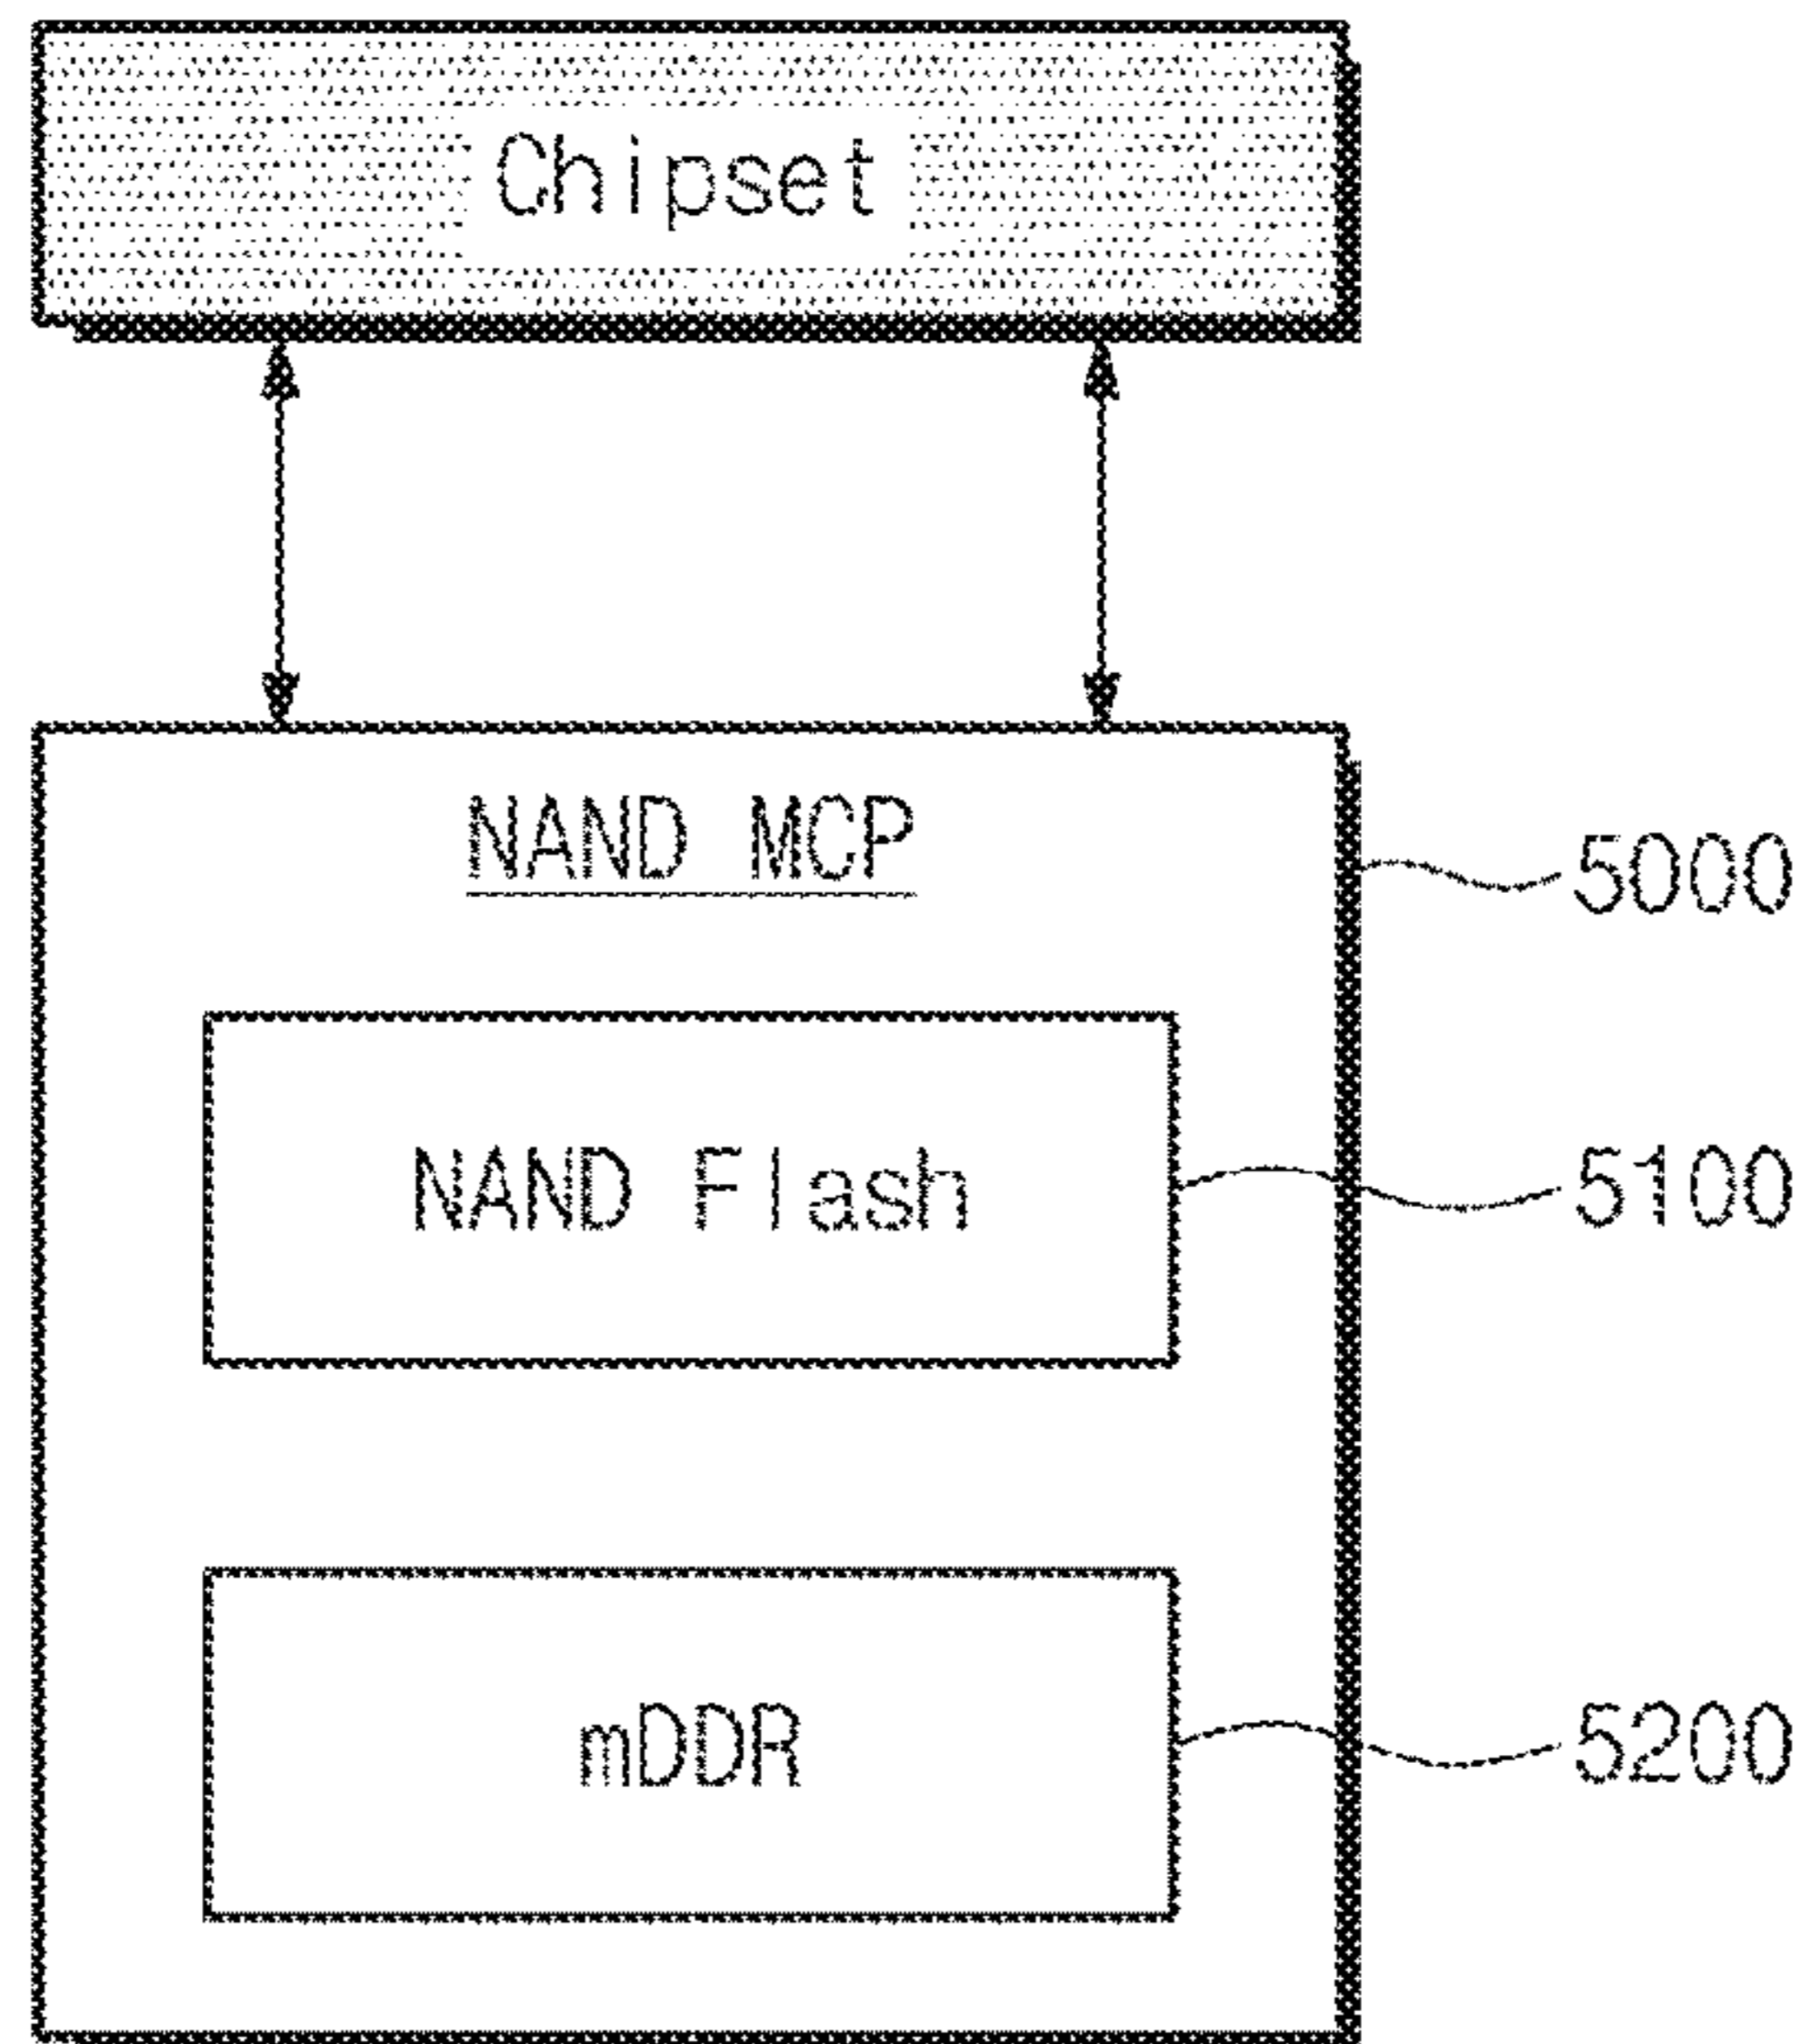 Chipset
NAND MCP
5000
NAND Flash
5100
mDDR
5200